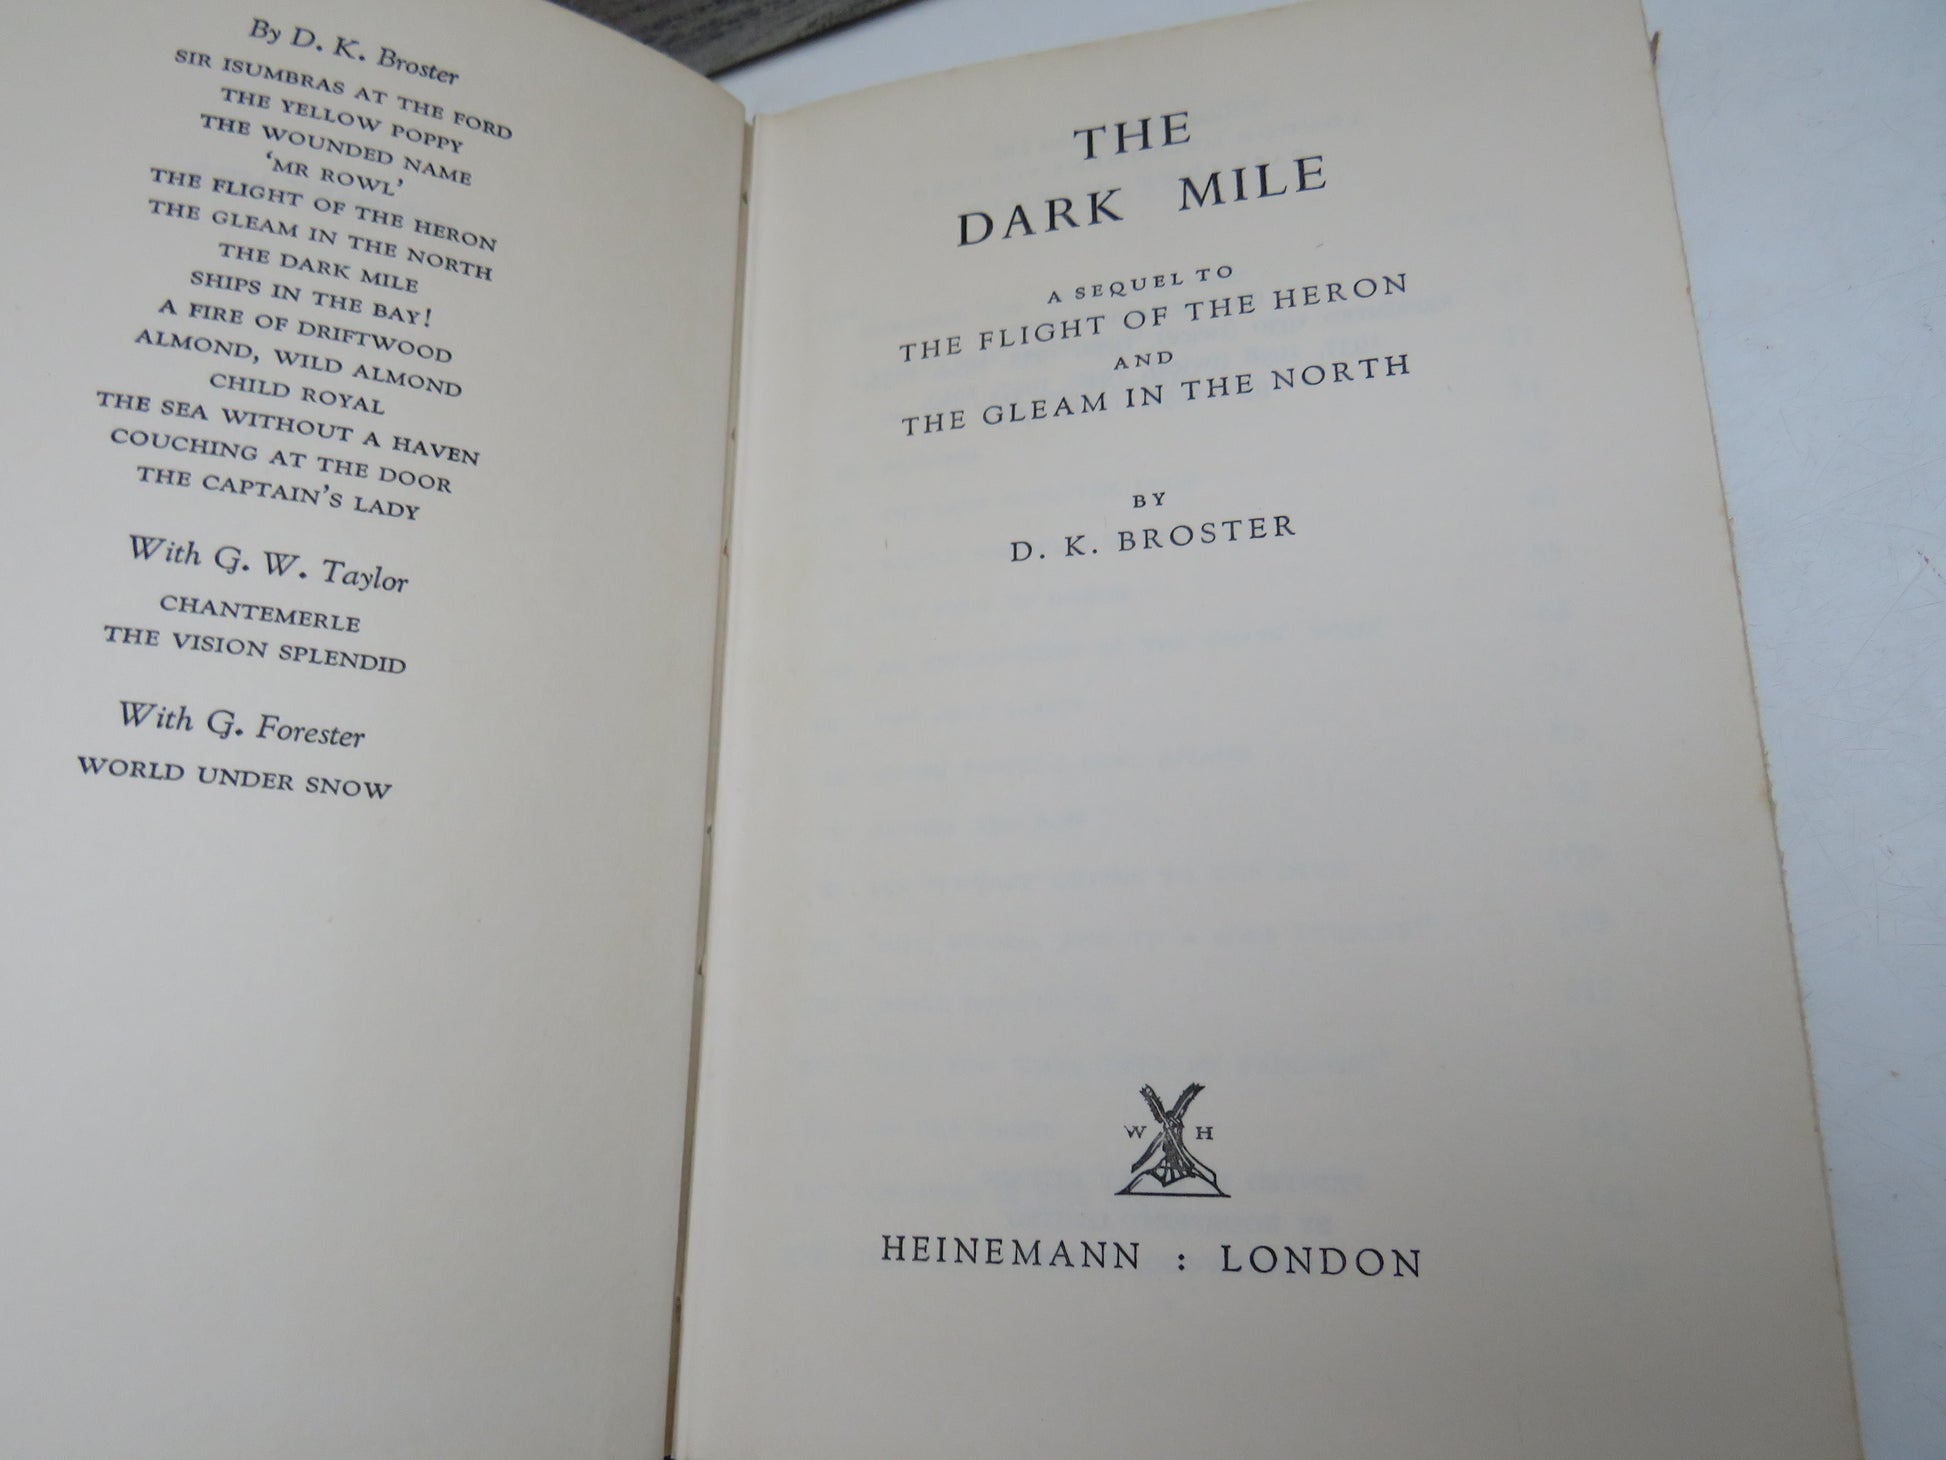 By D. K. Broster
SIR ISUMBRAS AT THE FORD
THE YELLOW POPPY
THE WOUNDED NAME
'MR ROWL'
THE FLIGHT OF THE HERON
THE GLEAM IN THE NORTH
THE DARK MILE
SHIPS IN THE BAY!
A FIRE OF DRIFTWOOD
ALMOND, WILD ALMOND
CHILD ROYAL
THE SEA WITHOUT A HAVEN
COUCHING AT THE DOOR
THE CAPTAIN'S LADY
With G. W. Taylor
CHANTEMERLE
THE VISION SPLENDID
With G. Forester
WORLD UNDER SNOW
THE
DARK MILE
A SEQUEL TO
THE FLIGHT OF THE HERON
AND
THE GLEAM IN THE NORTH
BY
D. K. BROSTER
W H
HEINEMANN : LONDON